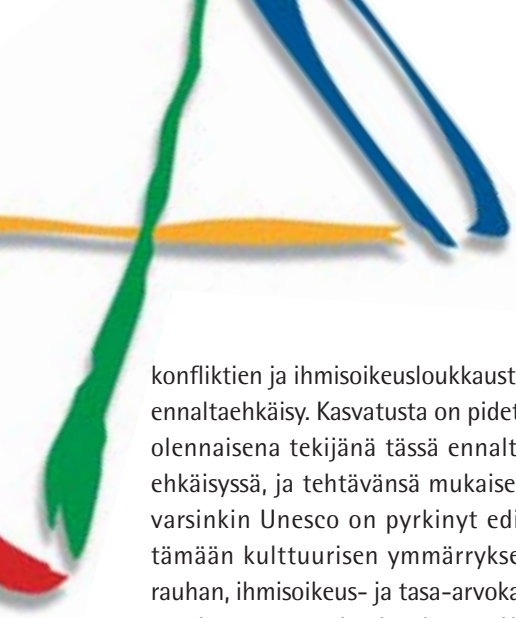 konfliktien ja ihmisoikeusloukkaust
ennaltaehkäisy. Kasvatusta on pidet
olennaisena tekijänä tässä ennalt
ehkäisyssä, ja tehtävänsä mukaise
varsinkin Unesco on pyrkinyt edi
tämään kulttuurisen ymmärrykse
rauhan, ihmisoikeus- ja tasa-arvoka